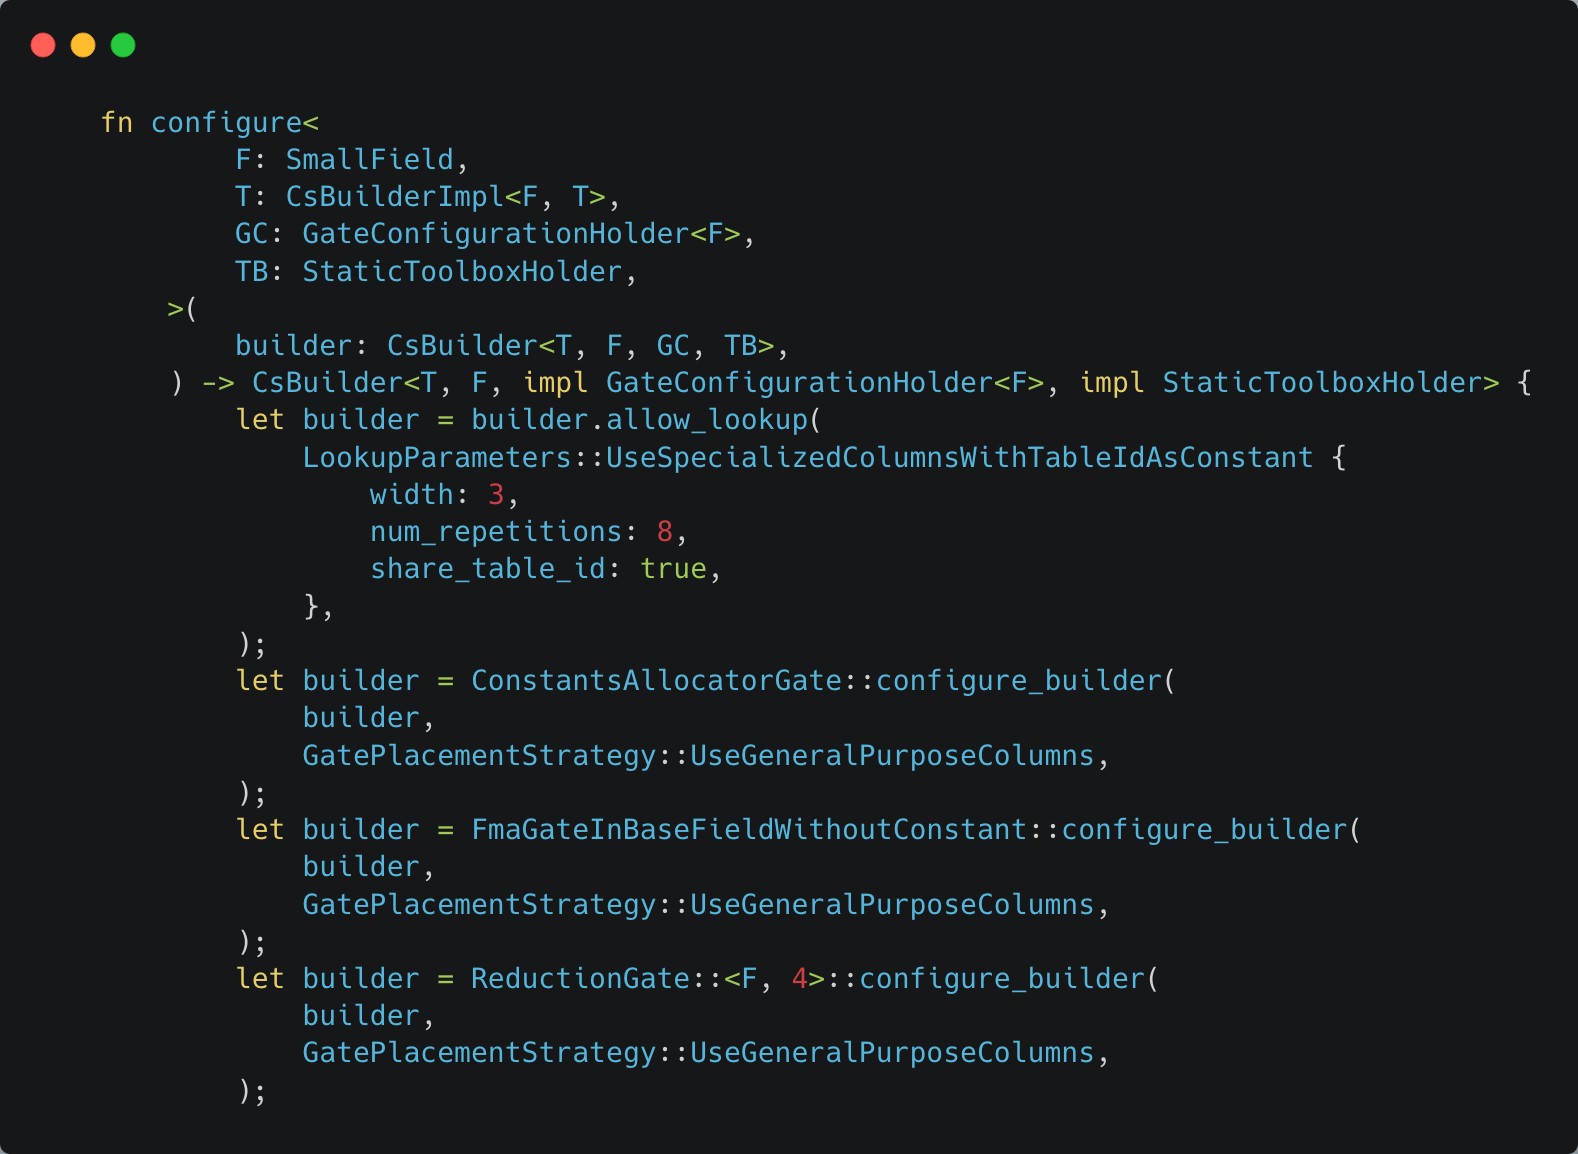 fn configure<
        F: SmallField,
        T: CsBuilderImpl<F, T>,
        GC: GateConfigurationHolder<F>,
        TB: StaticToolboxHolder,
    >(
        builder: CsBuilder<T, F, GC, TB>,
    ) -> CsBuilder<T, F, impl GateConfigurationHolder<F>, impl StaticToolboxHolder> {
        let builder = builder.allow_lookup(
            LookupParameters::UseSpecializedColumnsWithTableIdAsConstant {
                width: 3,
                num_repetitions: 8,
                share_table_id: true,
            },
        );
        let builder = ConstantsAllocatorGate::configure_builder(
            builder,
            GatePlacementStrategy::UseGeneralPurposeColumns,
        );
        let builder = FmaGateInBaseFieldWithoutConstant::configure_builder(
            builder,
            GatePlacementStrategy::UseGeneralPurposeColumns,
        );
        let builder = ReductionGate::<F, 4>::configure_builder(
            builder,
            GatePlacementStrategy::UseGeneralPurposeColumns,
        );